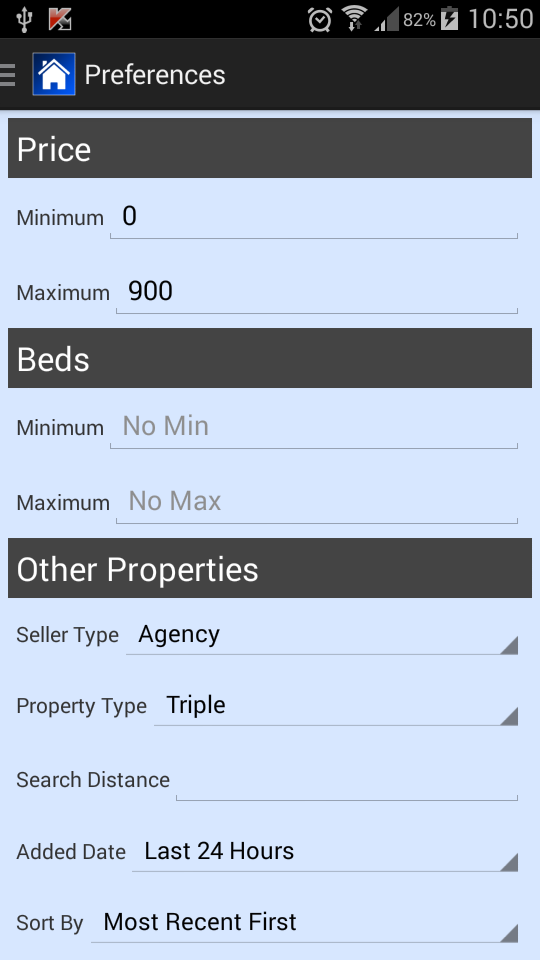 82% 10:50
Preferences
Price
Minimum 0
Maximum 900
Beds
Minimum No Min
Maximum No Max
Other Properties
Seller Type Agency
Property Type Triple
Search Distance
Added Date Last 24 Hours
Sort By Most Recent First